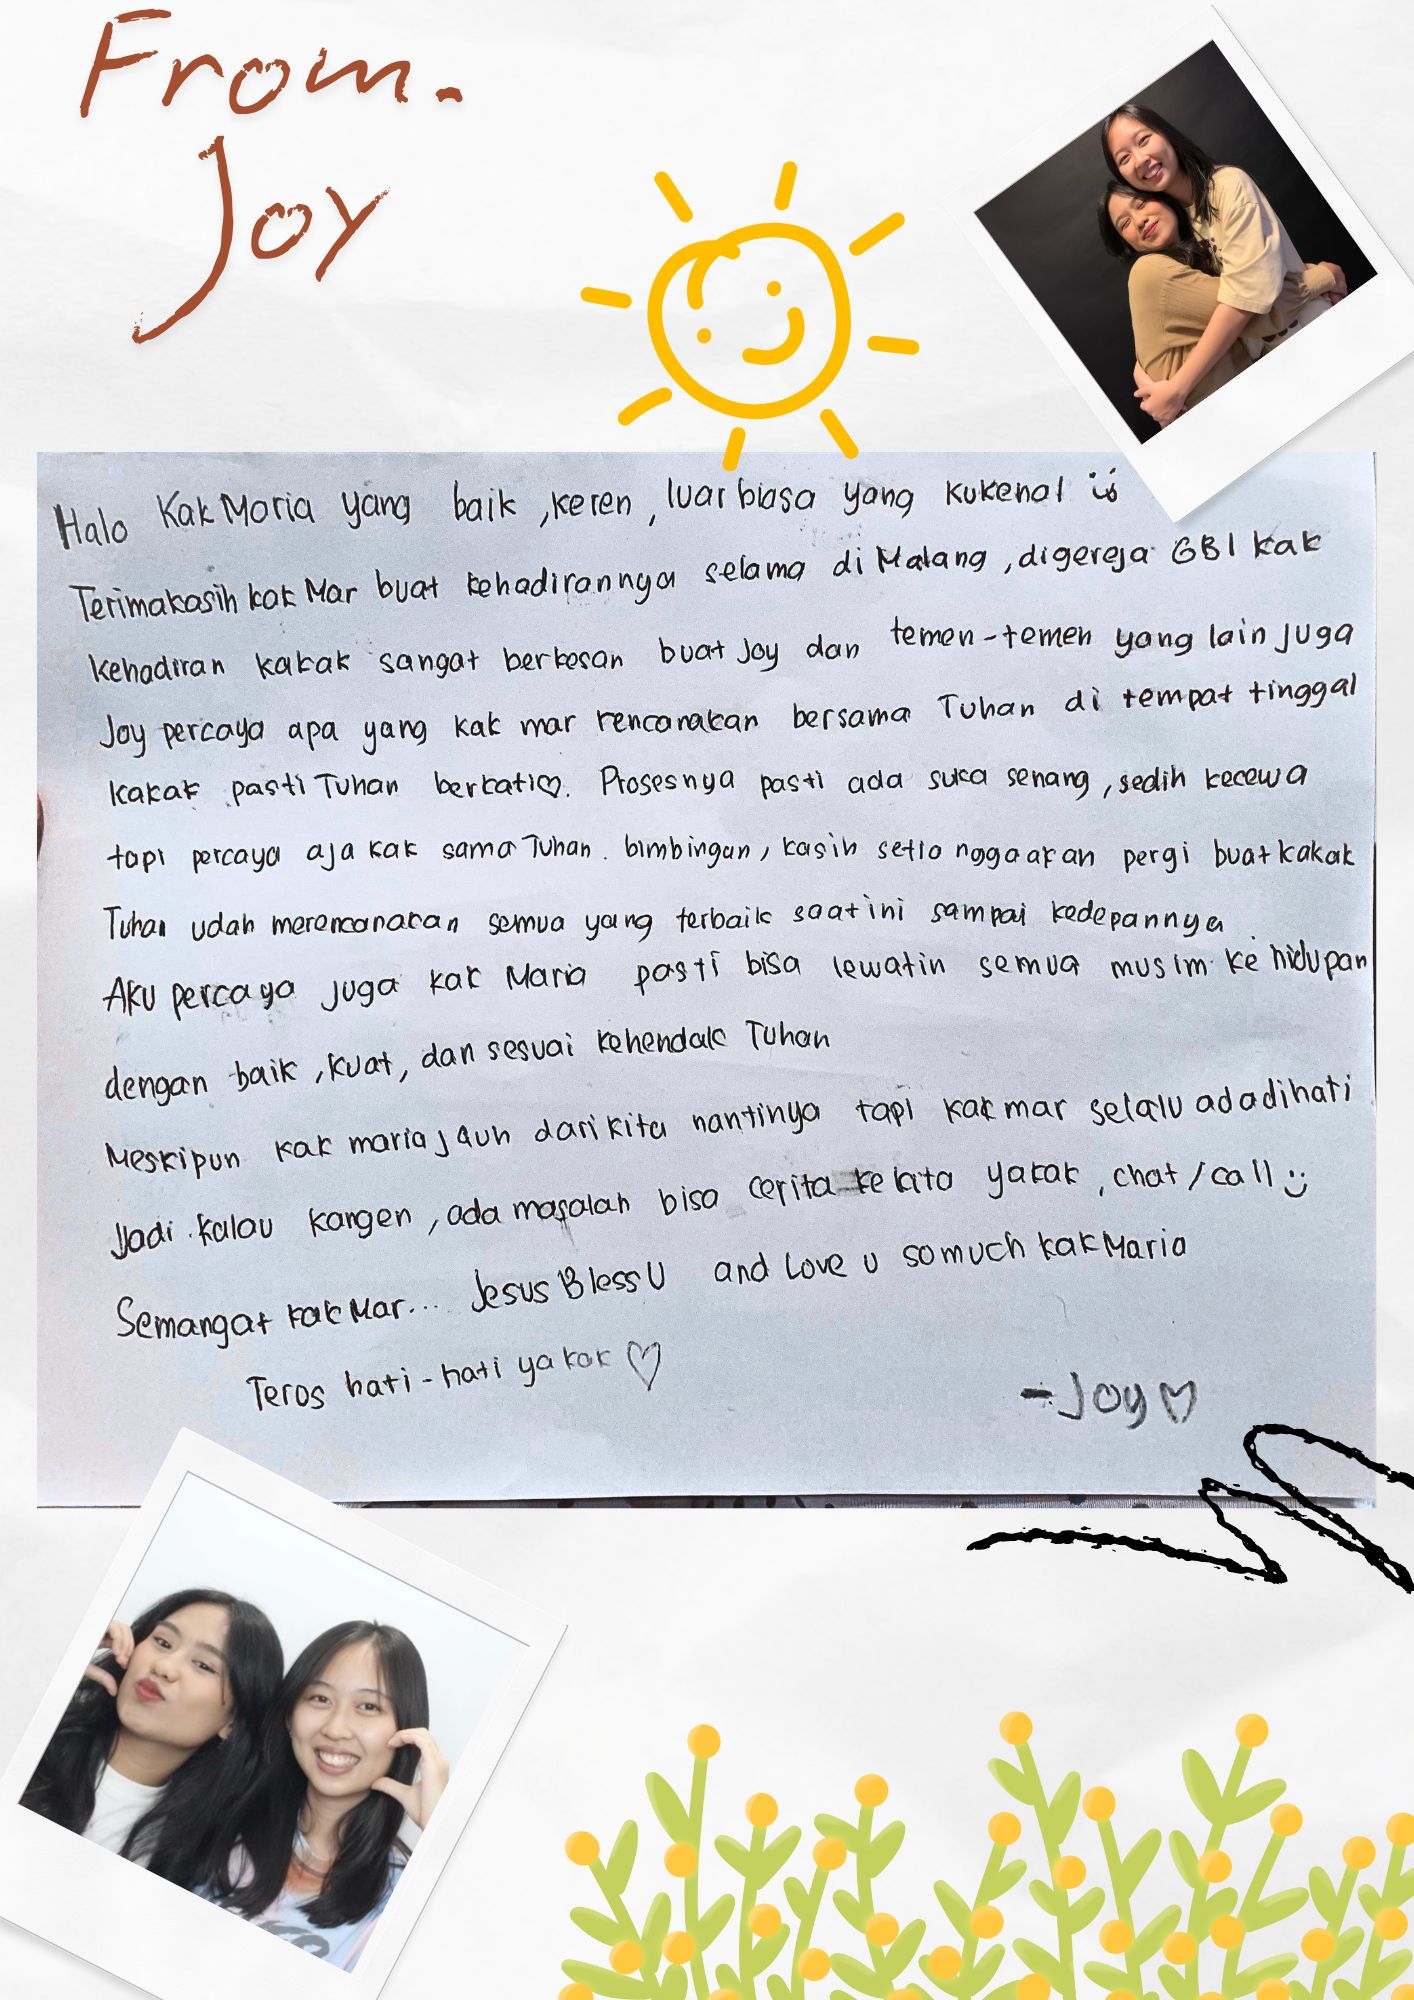 From.
Joy
Halo Kak Maria yang baik, keren, luar biasa yang kukenal
Terimakasih kak Mar buat kehadirannya selama di Malang, digereja GBI kak
kehadiran kakak sangat berkesan buat Joy dan temen-temen yang lain juga
Joy percaya apa yang kak mar rencanakan bersama Tuhan di tempat tinggal
kakak pasti Tuhan berkati♡. Prosesnya pasti ada suka senang, sedih kecewa
tapi percaya aja kak sama Tuhan. bimbingan, kasih setia ngga akan pergi buat kakak
Tuhan udah merencanakan semua yang terbaik saat ini sampai kedepannya
Aku percaya juga kak Maria pasti bisa lewatin semua musim kehidupan
dengan baik, kuat, dan sesuai kehendak Tuhan
Meskipun kak maria jauh dari kita nantinya tapi kak mar selalu ada dihati
Jadi kalau kangen, ada masalah bisa cerita ke kita ya kak, chat/call :)
Semangat kak Mar... Jesus Bless U and Love u so much kak Maria
Teros hati-hati ya kak ♡
-Joy♡